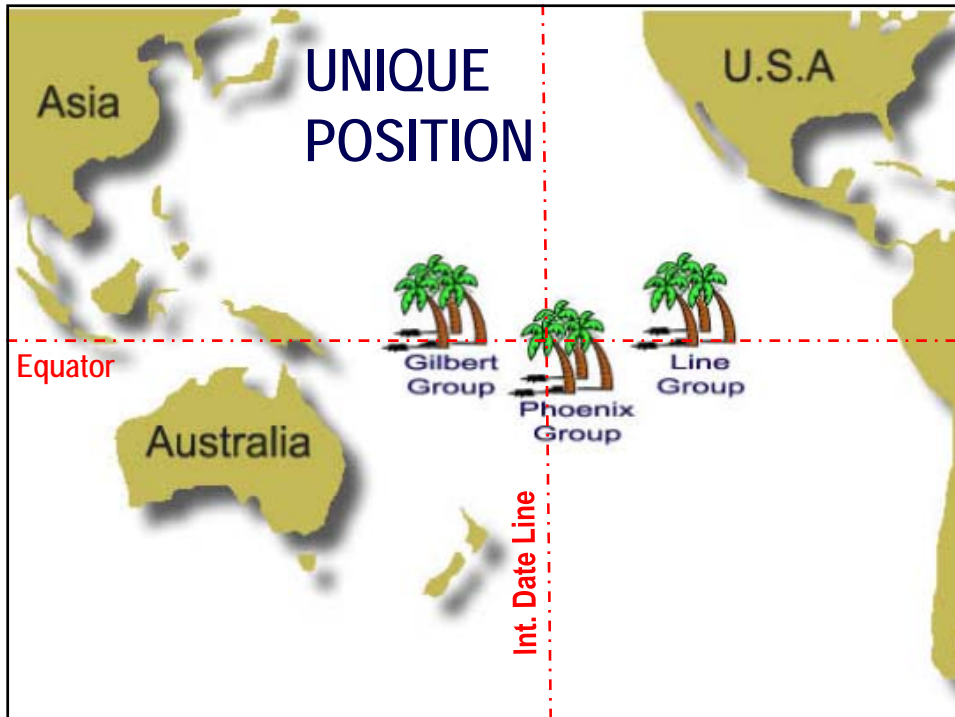 UNIQUE
POSITION
Asia
U.S.A
Equator
Gilbert
Group
Phoenix
Group
Line
Group
Australia
Int. Date Line